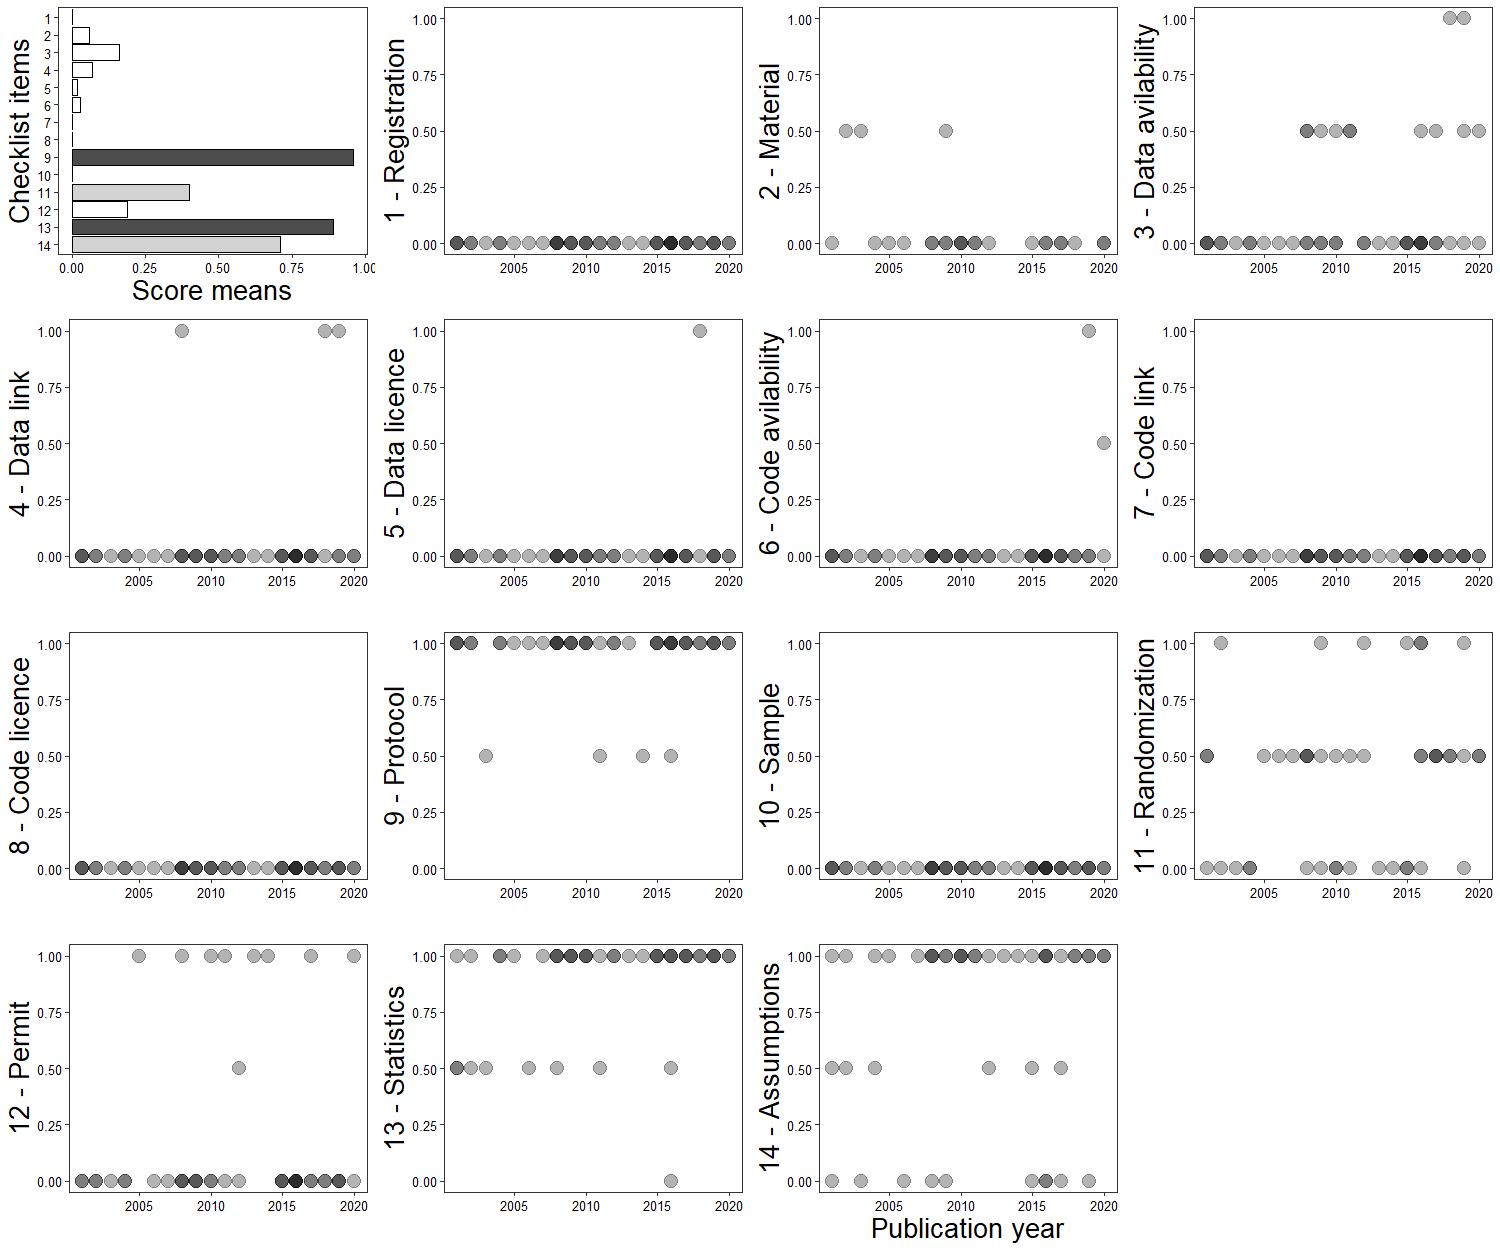 Checklist items
1
2
3
4
5
6
7
8
9
10
11
12
13
14
0.00 0.25 0.50 0.75 1.00
Score means
1 - Registration
1.00
0.75
0.50
0.25
0.00
2005 2010 2015 2020
2 - Material
1.00
0.75
0.50
0.25
0.00
2005 2010 2015 2020
3 - Data avilability
1.00
0.75
0.50
0.25
0.00
2005 2010 2015 2020
4 - Data link
1.00
0.75
0.50
0.25
0.00
2005 2010 2015 2020
5 - Data licence
1.00
0.75
0.50
0.25
0.00
2005 2010 2015 2020
6 - Code avilability
1.00
0.75
0.50
0.25
0.00
2005 2010 2015 2020
7 - Code link
1.00
0.75
0.50
0.25
0.00
2005 2010 2015 2020
8 - Code licence
1.00
0.75
0.50
0.25
0.00
2005 2010 2015 2020
9 - Protocol
1.00
0.75
0.50
0.25
0.00
2005 2010 2015 2020
10 - Sample
1.00
0.75
0.50
0.25
0.00
2005 2010 2015 2020
11 - Randomization
1.00
0.75
0.50
0.25
0.00
2005 2010 2015 2020
12 - Permit
1.00
0.75
0.50
0.25
0.00
2005 2010 2015 2020
13 - Statistics
1.00
0.75
0.50
0.25
0.00
2005 2010 2015 2020
14 - Assumptions
1.00
0.75
0.50
0.25
0.00
2005 2010 2015 2020
Publication year